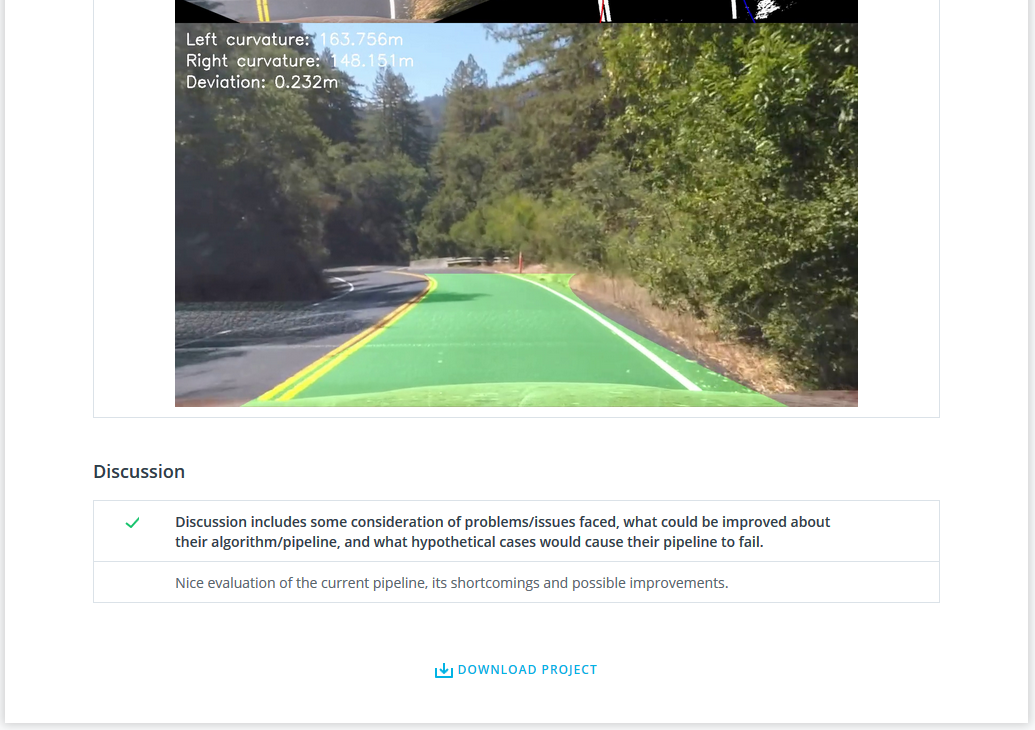 Left curvature: 163.756m
Right curvature: 148.151m
Deviation: 0.232m
Discussion
Discussion includes some consideration of problems/issues faced, what could be improved about
their algorithm/pipeline, and what hypothetical cases would cause their pipeline to fail.
Nice evaluation of the current pipeline, its shortcomings and possible improvements.
DOWNLOAD PROJECT